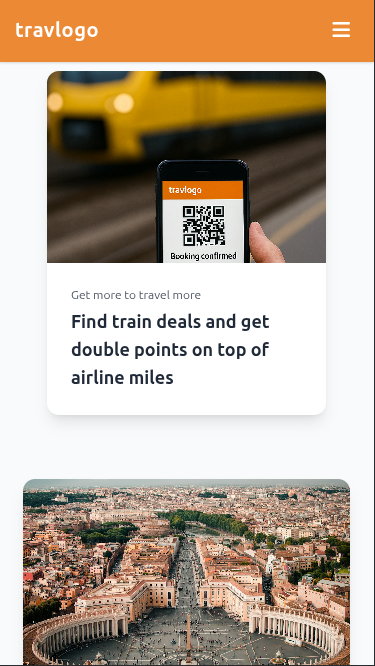 travlogo
travlogo
Booking confirmed
Get more to travel more
Find train deals and get
double points on top of
airline miles